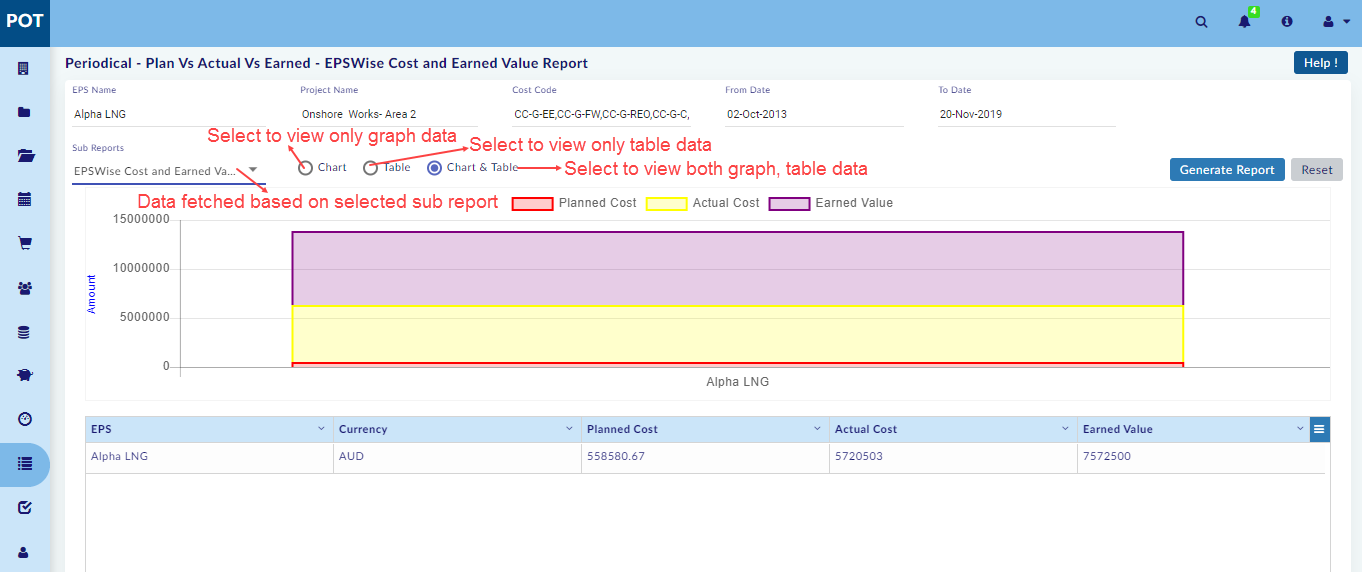 POT
4
Periodical - Plan Vs Actual Vs Earned - EPSWise Cost and Earned Value Report
Help !
EPS Name
Project Name
Cost Code
From Date
To Date
Alpha LNG
Onshore Works- Area 2
CC-G-EE,CC-G-FW,CC-G-REO,CC-G-C,
02-Oct-2013
20-Nov-2019
Select to view only graph data
Select to view only table data
Sub Reports
EPSWise Cost and Earned Va...
Chart
Table
Chart & Table
Select to view both graph, table data
Generate Report
Reset
Data fetched based on selected sub report
Planned Cost
Actual Cost
Earned Value
15000000
10000000
5000000
0
Amount
Alpha LNG
EPS
Currency
Planned Cost
Actual Cost
Earned Value
Alpha LNG
AUD
558580.67
5720503
7572500